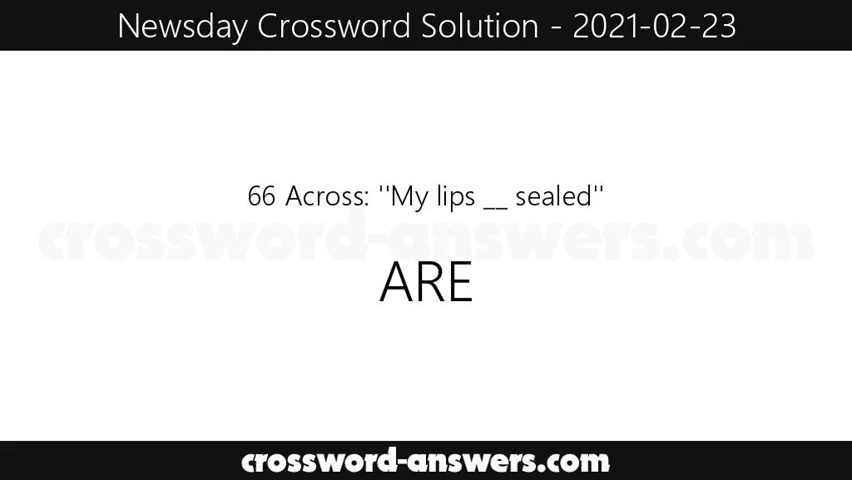 Newsday Crossword Solution - 2021-02-23
66 Across: ''My lips __ sealed''
crossword-answers.com
ARE
crossword-answers.com